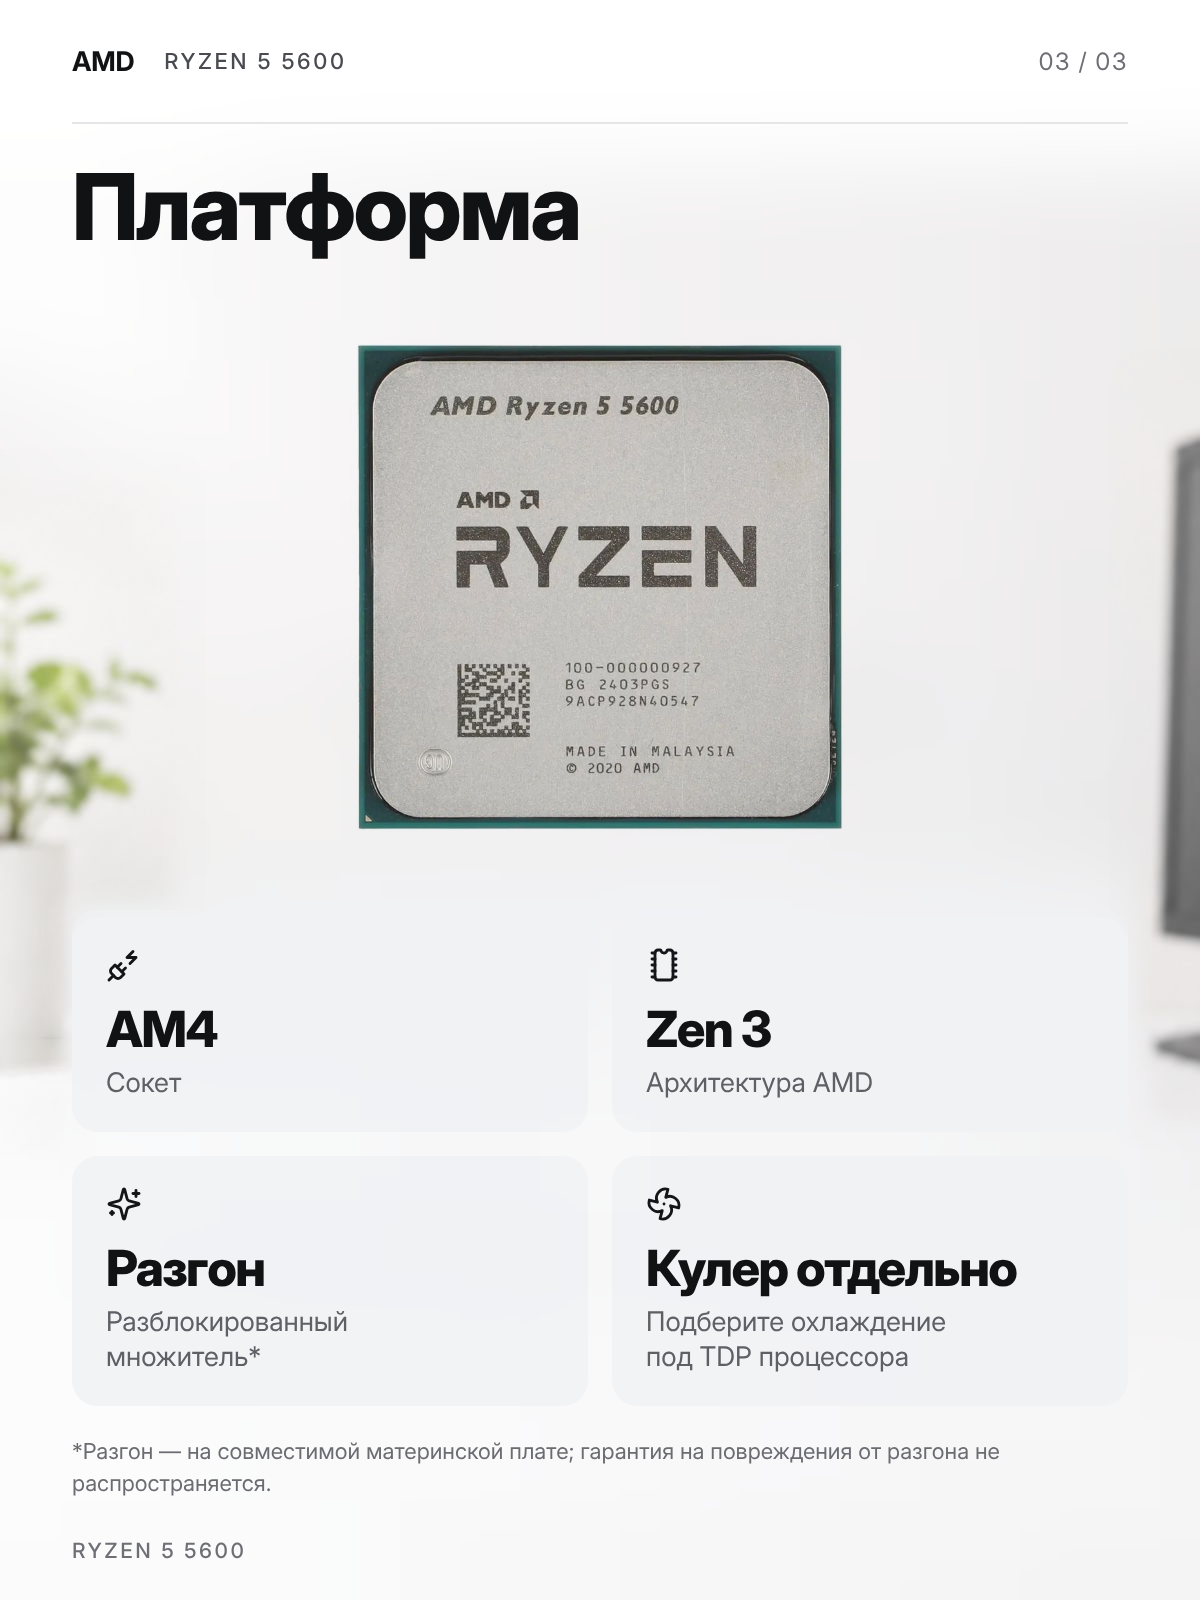 AMD RYZEN 5 5600 03 / 03
Платформа
AMD Ryzen 5 5600
AMD
RYZEN
100-000000927
BG 2403PGS
9ACP928N40547
MADE IN MALAYSIA
© 2020 AMD
AM4
Сокет
Zen 3
Архитектура AMD
Разгон
Разблокированный
множитель*
Кулер отдельно
Подберите охлаждение
под TDP процессора
*Разгон — на совместимой материнской плате; гарантия на повреждения от разгона не
распространяется.
RYZEN 5 5600